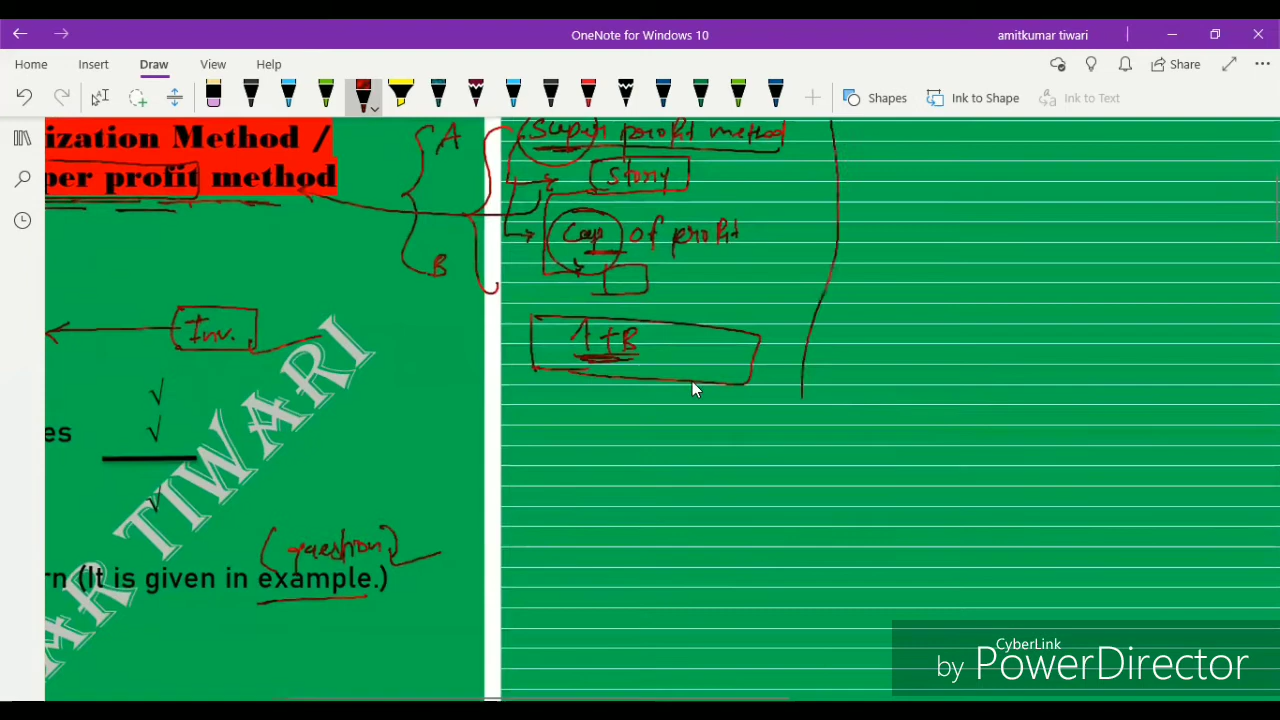 OneNote for Windows 10
amitkumar tiwari
Home Insert Draw View Help
Share
Shapes Ink to Shape Ink to Text
ization Method /
per profit method
A
B
Super profit method
Story
Cap of profit
A + B
Inv.
es
(question)
rn (It is given in example.)
AR TIWARI
CyberLink
by PowerDirector